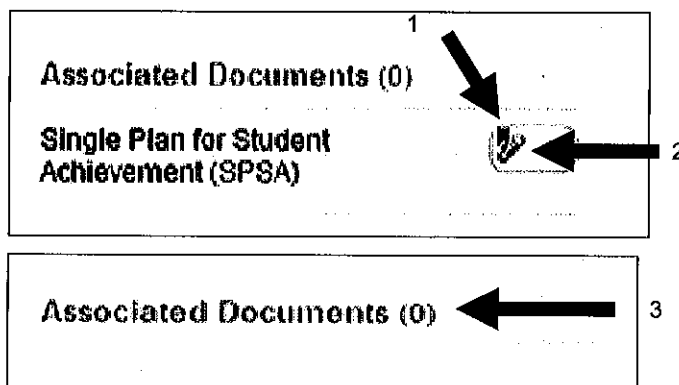 1
Associated Documents (0)
Single Plan for Student
Achievement (SPSA)
2
Associated Documents (0)
3